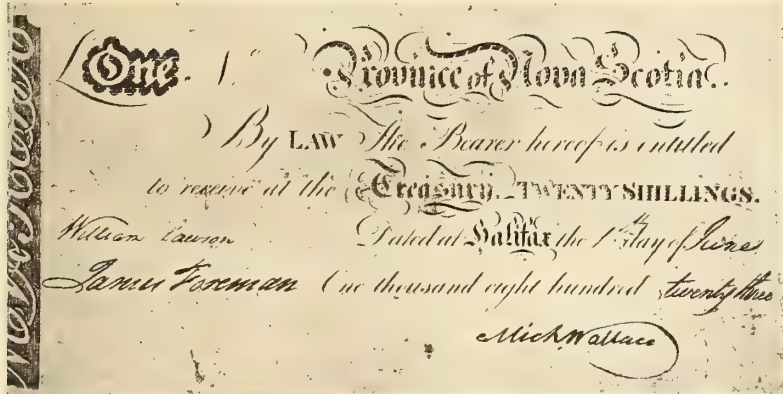 One. 1. Province of Nova Scotia.
By LAW The Bearer hereof is entitled
to receive at the Treasury. TWENTY SHILLINGS.
William Lawson Dated at Halifax the 1th day of June
James Foreman One thousand eight hundred twenty three
Mich Wallace